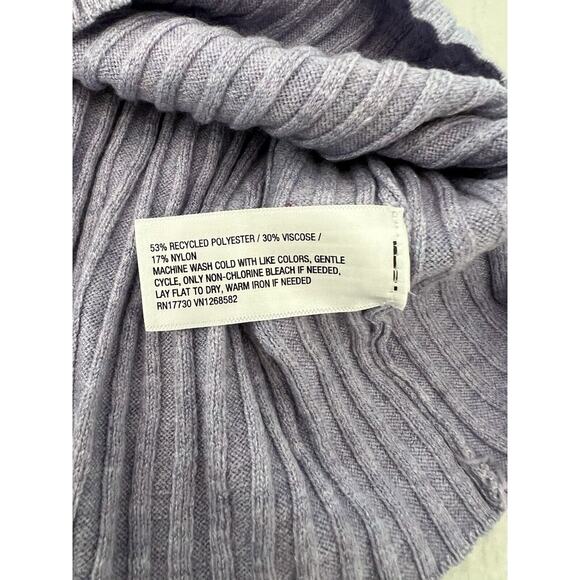 53% RECYCLED POLYESTER / 30% VISCOSE /
17% NYLON
MACHINE WASH COLD WITH LIKE COLORS, GENTLE
CYCLE, ONLY NON-CHLORINE BLEACH IF NEEDED,
LAY FLAT TO DRY, WARM IRON IF NEEDED
RN17730 VN1268582